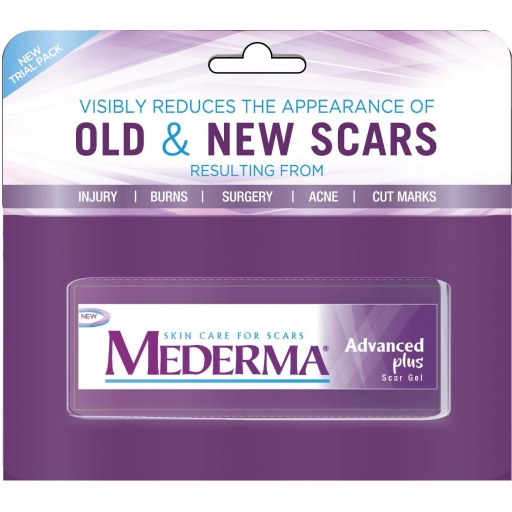 NEW
TRIAL PACK
VISIBLY REDUCES THE APPEARANCE OF
OLD & NEW SCARS
RESULTING FROM
INJURY | BURNS | SURGERY | ACNE | CUT MARKS
NEW
SKIN CARE FOR SCARS
MEDERMA®
Advanced
plus
Scar Gel